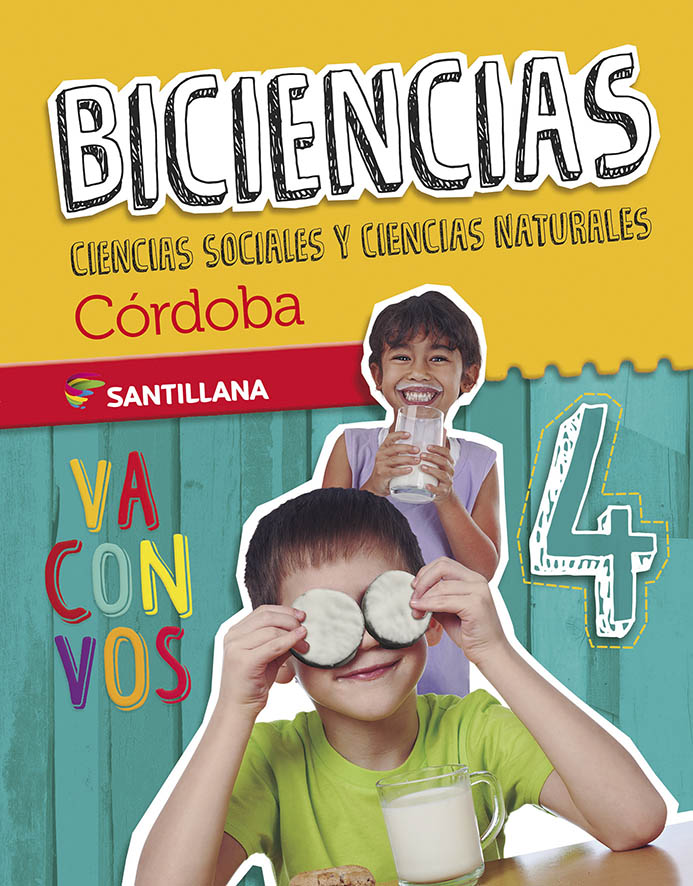 BICIENCIAS
CIENCIAS SOCIALES Y CIENCIAS NATURALES
Córdoba
SANTILLANA
VA
CON
VOS
4